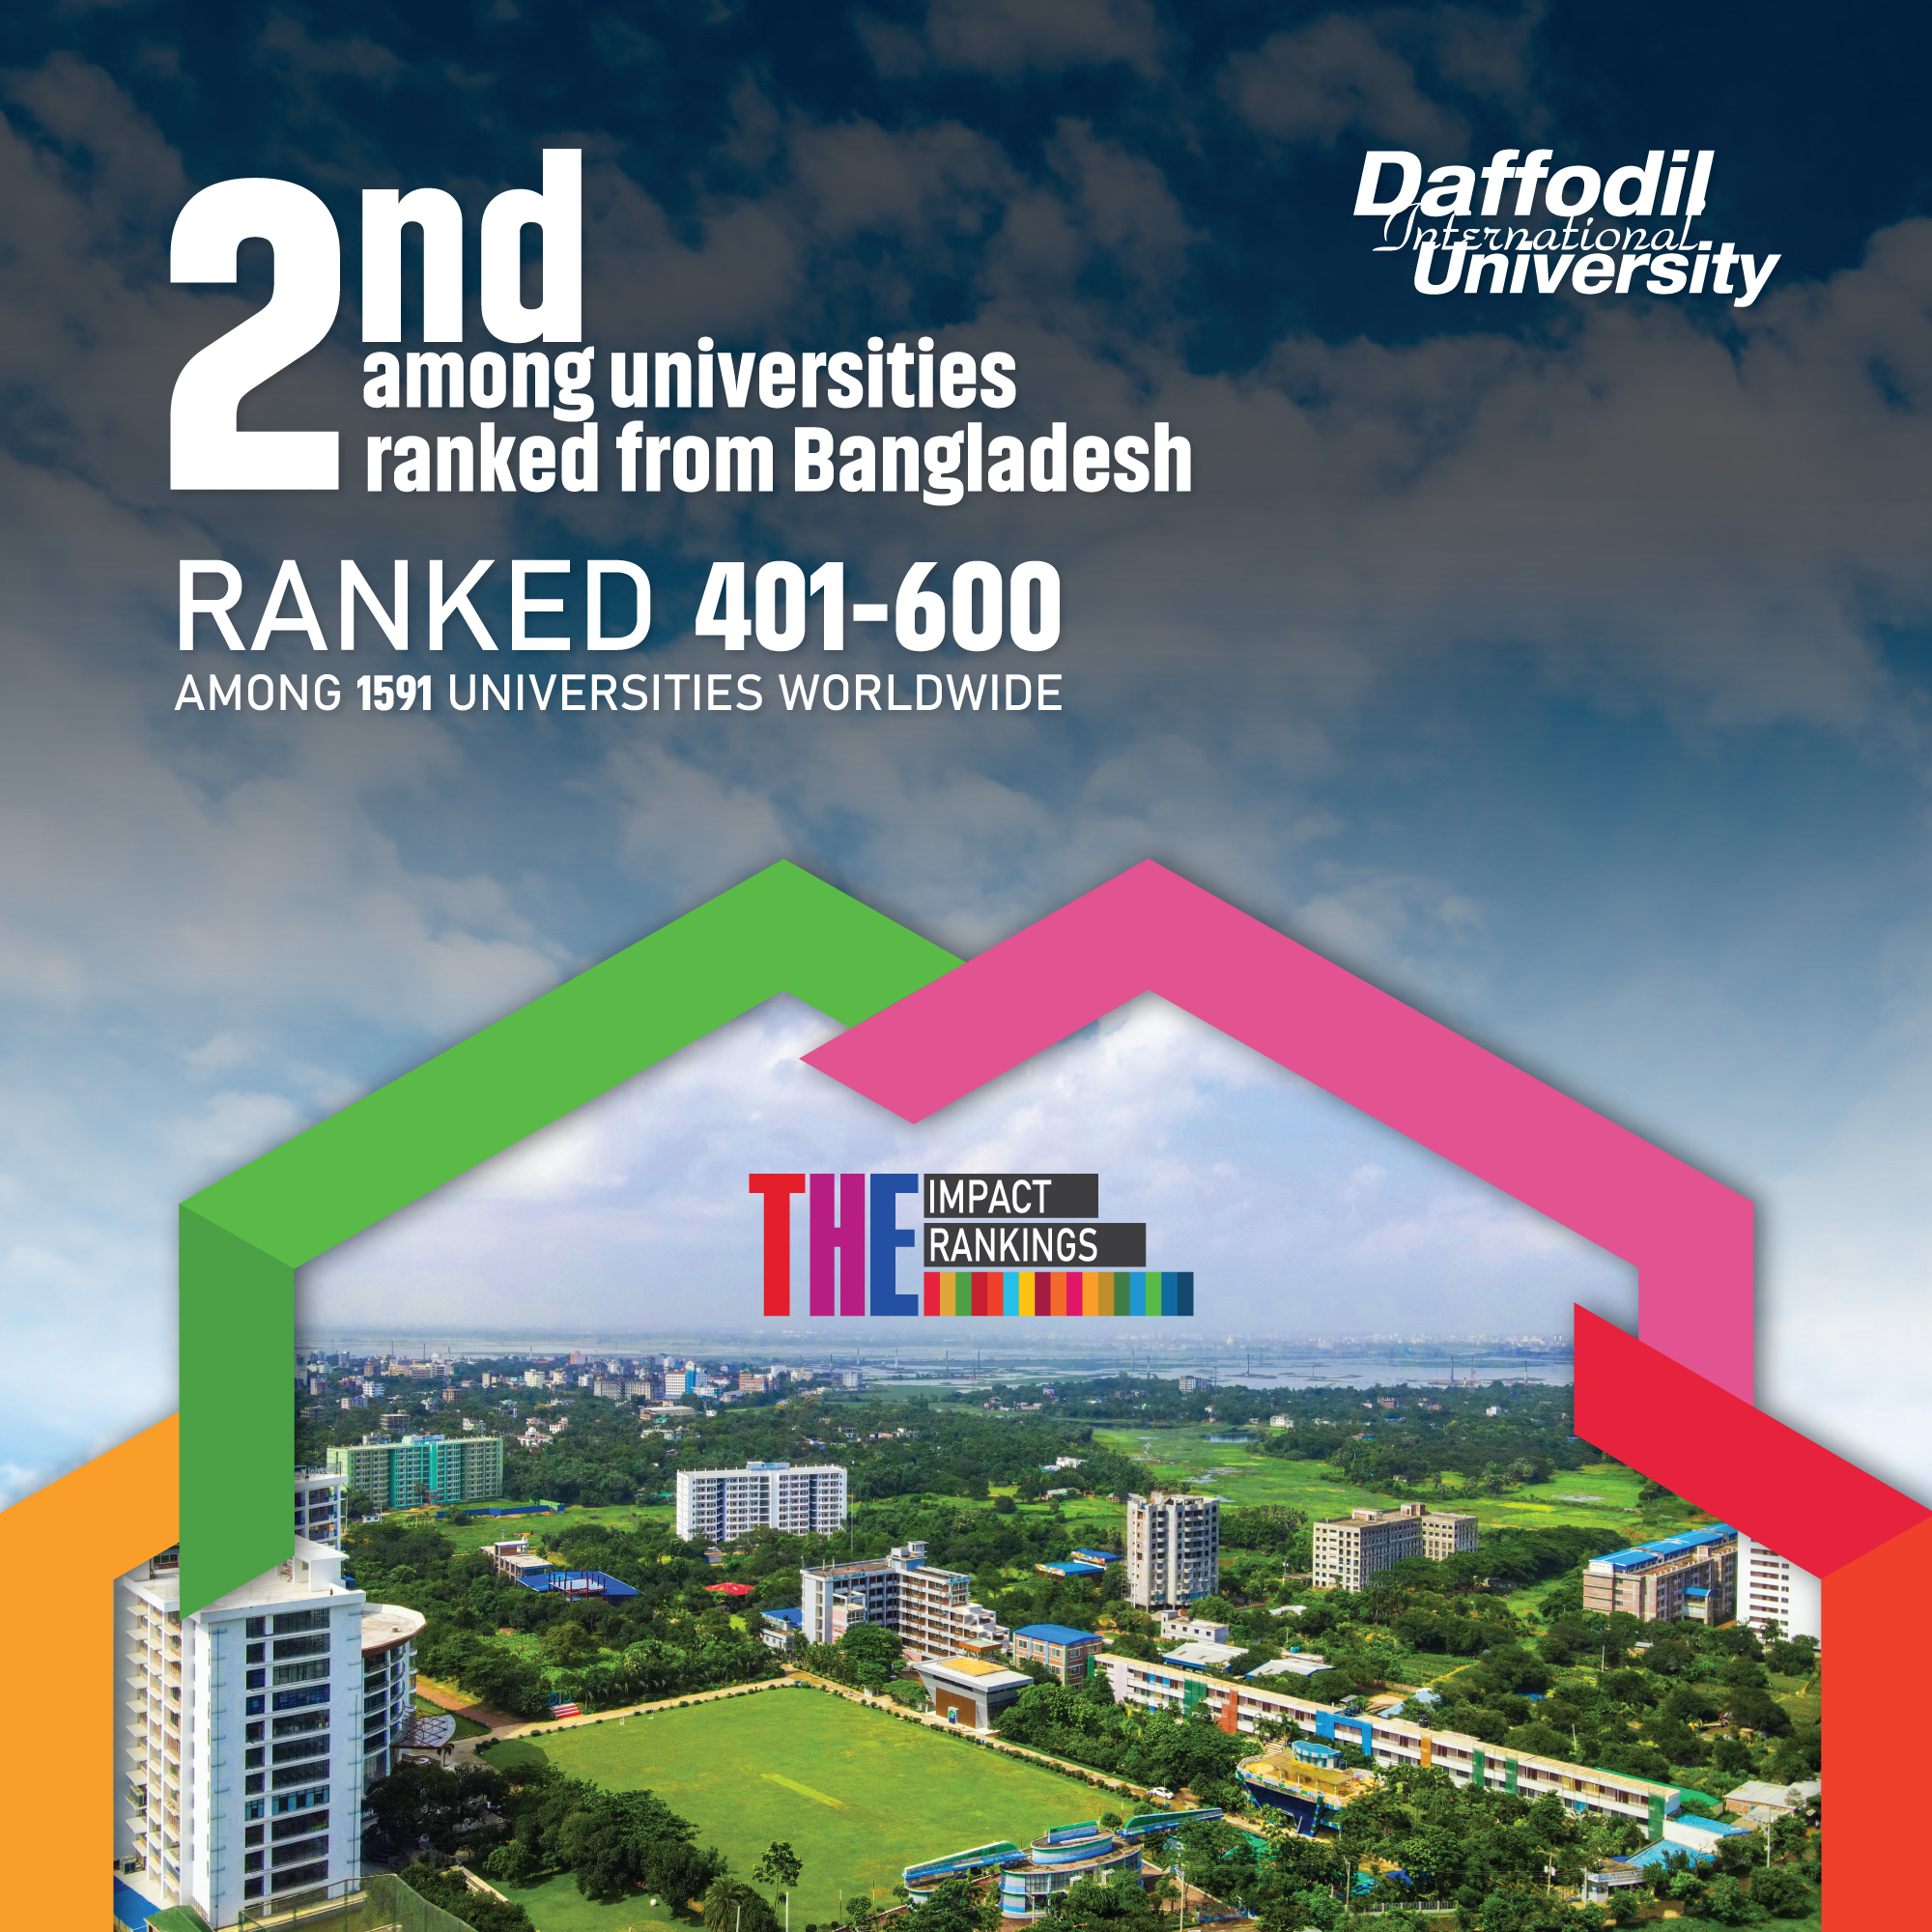 2nd
among universities
ranked from Bangladesh
Daffodil
International
University
RANKED 401-600
AMONG 1591 UNIVERSITIES WORLDWIDE
THE IMPACT
RANKINGS